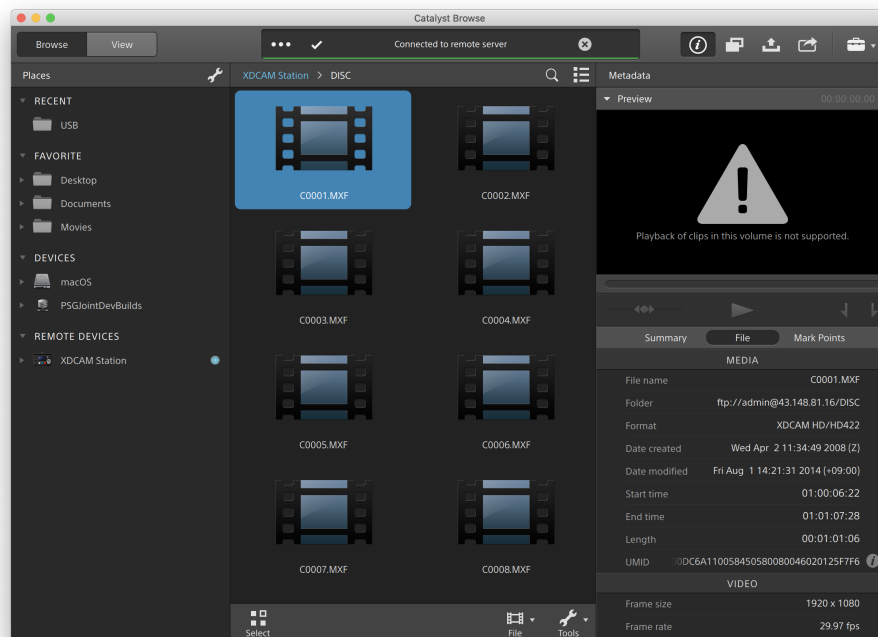 Catalyst Browse
Browse View
Connected to remote server
Places
XDCAM Station > DISC
Metadata
RECENT
USB
FAVORITE
Desktop
Documents
Movies
DEVICES
macOS
PSGJointDevBuilds
REMOTE DEVICES
XDCAM Station
C0001.MXF C0002.MXF
C0003.MXF C0004.MXF
C0005.MXF C0006.MXF
C0007.MXF C0008.MXF
Select File Tools
Preview 00:00:00:00
Playback of clips in this volume is not supported.
Summary File Mark Points
MEDIA
File name C0001.MXF
Folder ftp://admin@43.148.81.16/DISC
Format XDCAM HD/HD422
Date created Wed Apr 2 11:34:49 2008 (Z)
Date modified Fri Aug 1 14:21:31 2014 (+09:00)
Start time 01:00:06:22
End time 01:01:07:28
Length 00:01:01:06
UMID
VIDEO
Frame size 1920 x 1080
Frame rate 29.97 fps